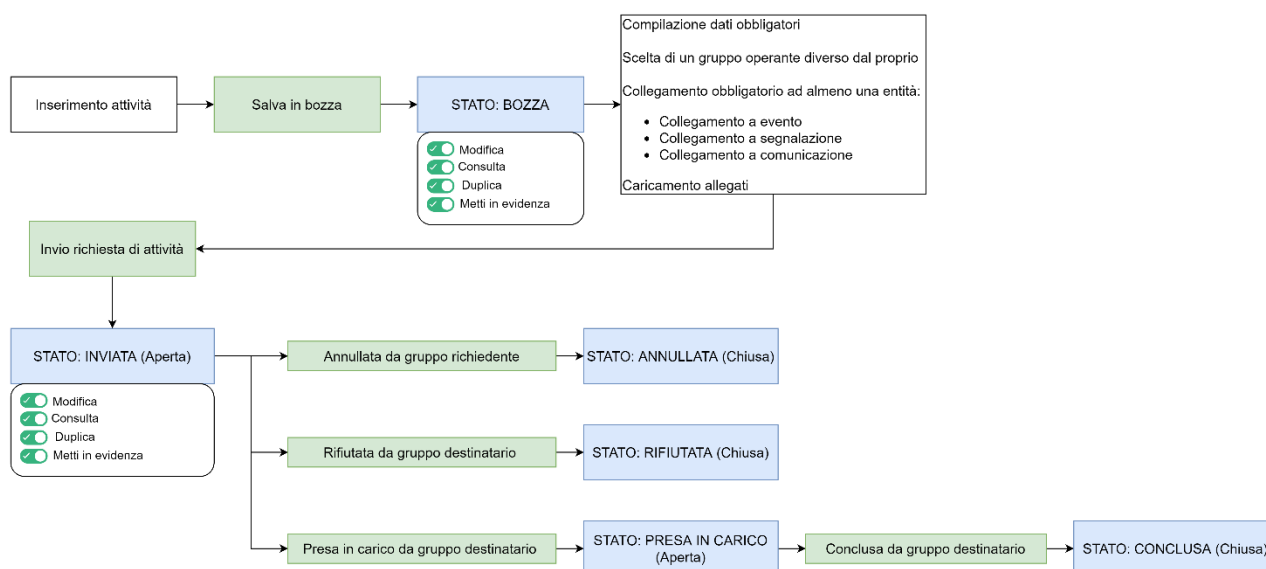 Compilazione dati obbligatori
Scelta di un gruppo operante diverso dal proprio
Collegamento obbligatorio ad almeno una entità:
• Collegamento a evento
• Collegamento a segnalazione
• Collegamento a comunicazione
Caricamento allegati
Inserimento attività
Salva in bozza
STATO: BOZZA
Modifica
Consulta
Duplica
Metti in evidenza
Invio richiesta di attività
STATO: INVIATA (Aperta)
Modifica
Consulta
Duplica
Metti in evidenza
Annullata da gruppo richiedente
STATO: ANNULLATA (Chiusa)
Rifiutata da gruppo destinatario
STATO: RIFIUTATA (Chiusa)
Presa in carico da gruppo destinatario
STATO: PRESA IN CARICO
(Aperta)
Conclusa da gruppo destinatario
STATO: CONCLUSA (Chiusa)